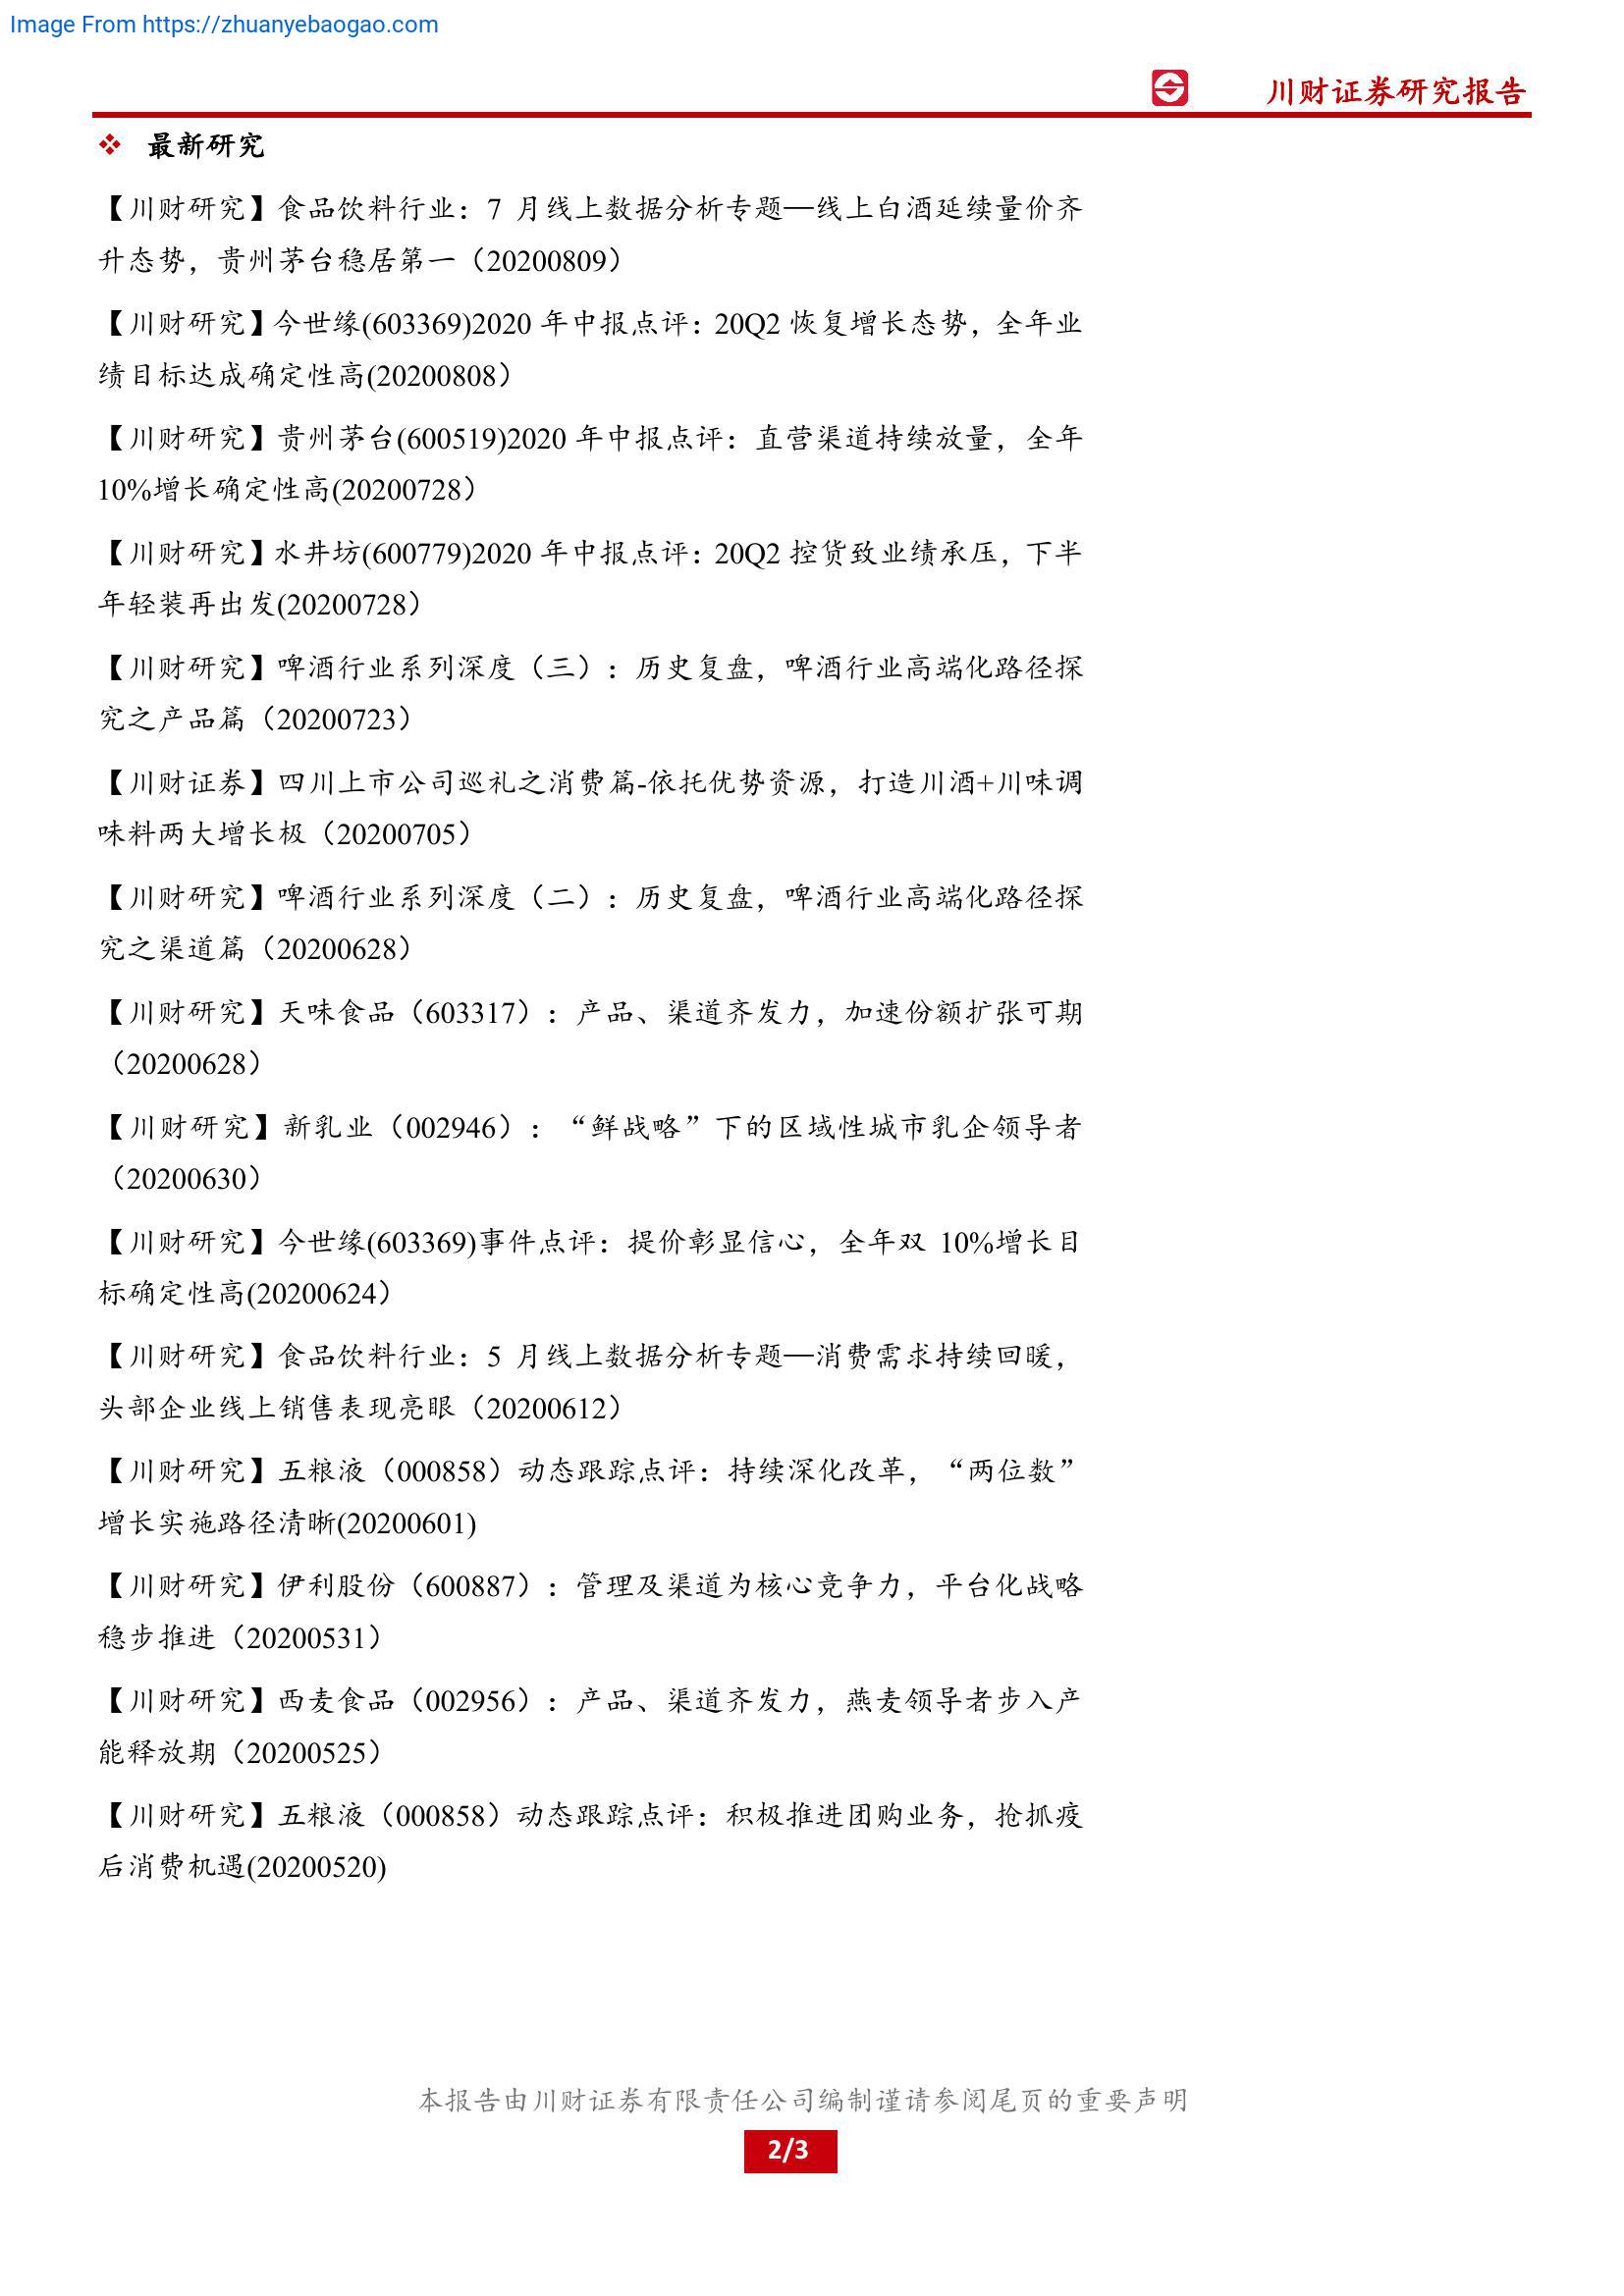 Image From https://zhuanyebaogao.com
川财证券研究报告
❖ 最新研究
【川财研究】食品饮料行业：7 月线上数据分析专题—线上白酒延续量价齐
升态势，贵州茅台稳居第一（20200809）
【川财研究】今世缘(603369)2020 年中报点评：20Q2 恢复增长态势，全年业
绩目标达成确定性高(20200808）
【川财研究】贵州茅台(600519)2020 年中报点评：直营渠道持续放量，全年
10%增长确定性高(20200728）
【川财研究】水井坊(600779)2020 年中报点评：20Q2 控货致业绩承压，下半
年轻装再出发(20200728）
【川财研究】啤酒行业系列深度（三）：历史复盘，啤酒行业高端化路径探
究之产品篇（20200723）
【川财证券】四川上市公司巡礼之消费篇-依托优势资源，打造川酒+川味调
味料两大增长极（20200705）
【川财研究】啤酒行业系列深度（二）：历史复盘，啤酒行业高端化路径探
究之渠道篇（20200628）
【川财研究】天味食品（603317）：产品、渠道齐发力，加速份额扩张可期
（20200628）
【川财研究】新乳业（002946）：“鲜战略”下的区域性城市乳企领导者
（20200630）
【川财研究】今世缘(603369)事件点评：提价彰显信心，全年双 10%增长目
标确定性高(20200624）
【川财研究】食品饮料行业：5 月线上数据分析专题—消费需求持续回暖，
头部企业线上销售表现亮眼（20200612）
【川财研究】五粮液（000858）动态跟踪点评：持续深化改革，“两位数”
增长实施路径清晰(20200601)
【川财研究】伊利股份（600887）：管理及渠道为核心竞争力，平台化战略
稳步推进（20200531）
【川财研究】西麦食品（002956）：产品、渠道齐发力，燕麦领导者步入产
能释放期（20200525）
【川财研究】五粮液（000858）动态跟踪点评：积极推进团购业务，抢抓疫
后消费机遇(20200520)
本报告由川财证券有限责任公司编制谨请参阅尾页的重要声明
2/3